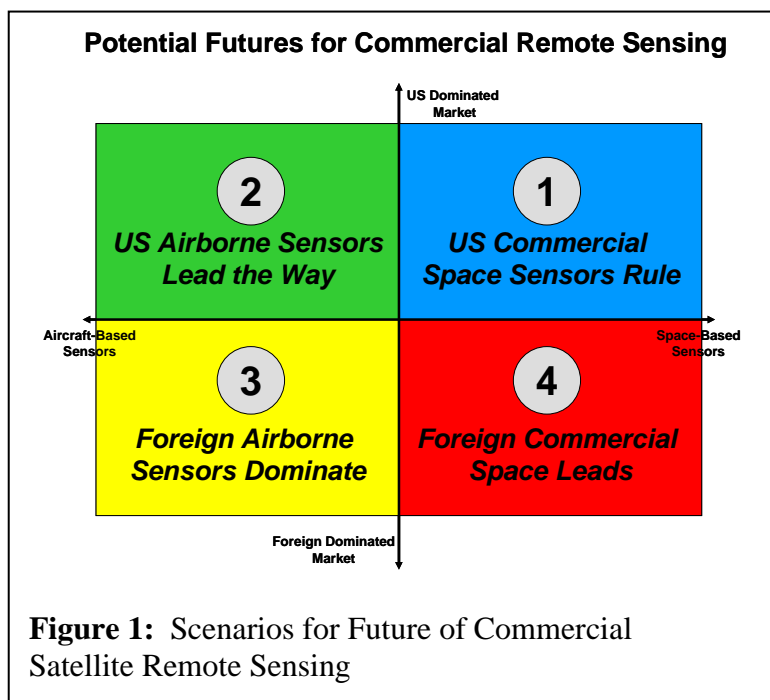 Potential Futures for Commercial Remote Sensing
US Dominated
Market
2
US Airborne Sensors
Lead the Way
1
US Commercial
Space Sensors Rule
Aircraft-Based
Sensors
Space-Based
Sensors
3
Foreign Airborne
Sensors Dominate
4
Foreign Commercial
Space Leads
Foreign Dominated
Market
Figure 1:  Scenarios for Future of Commercial
Satellite Remote Sensing